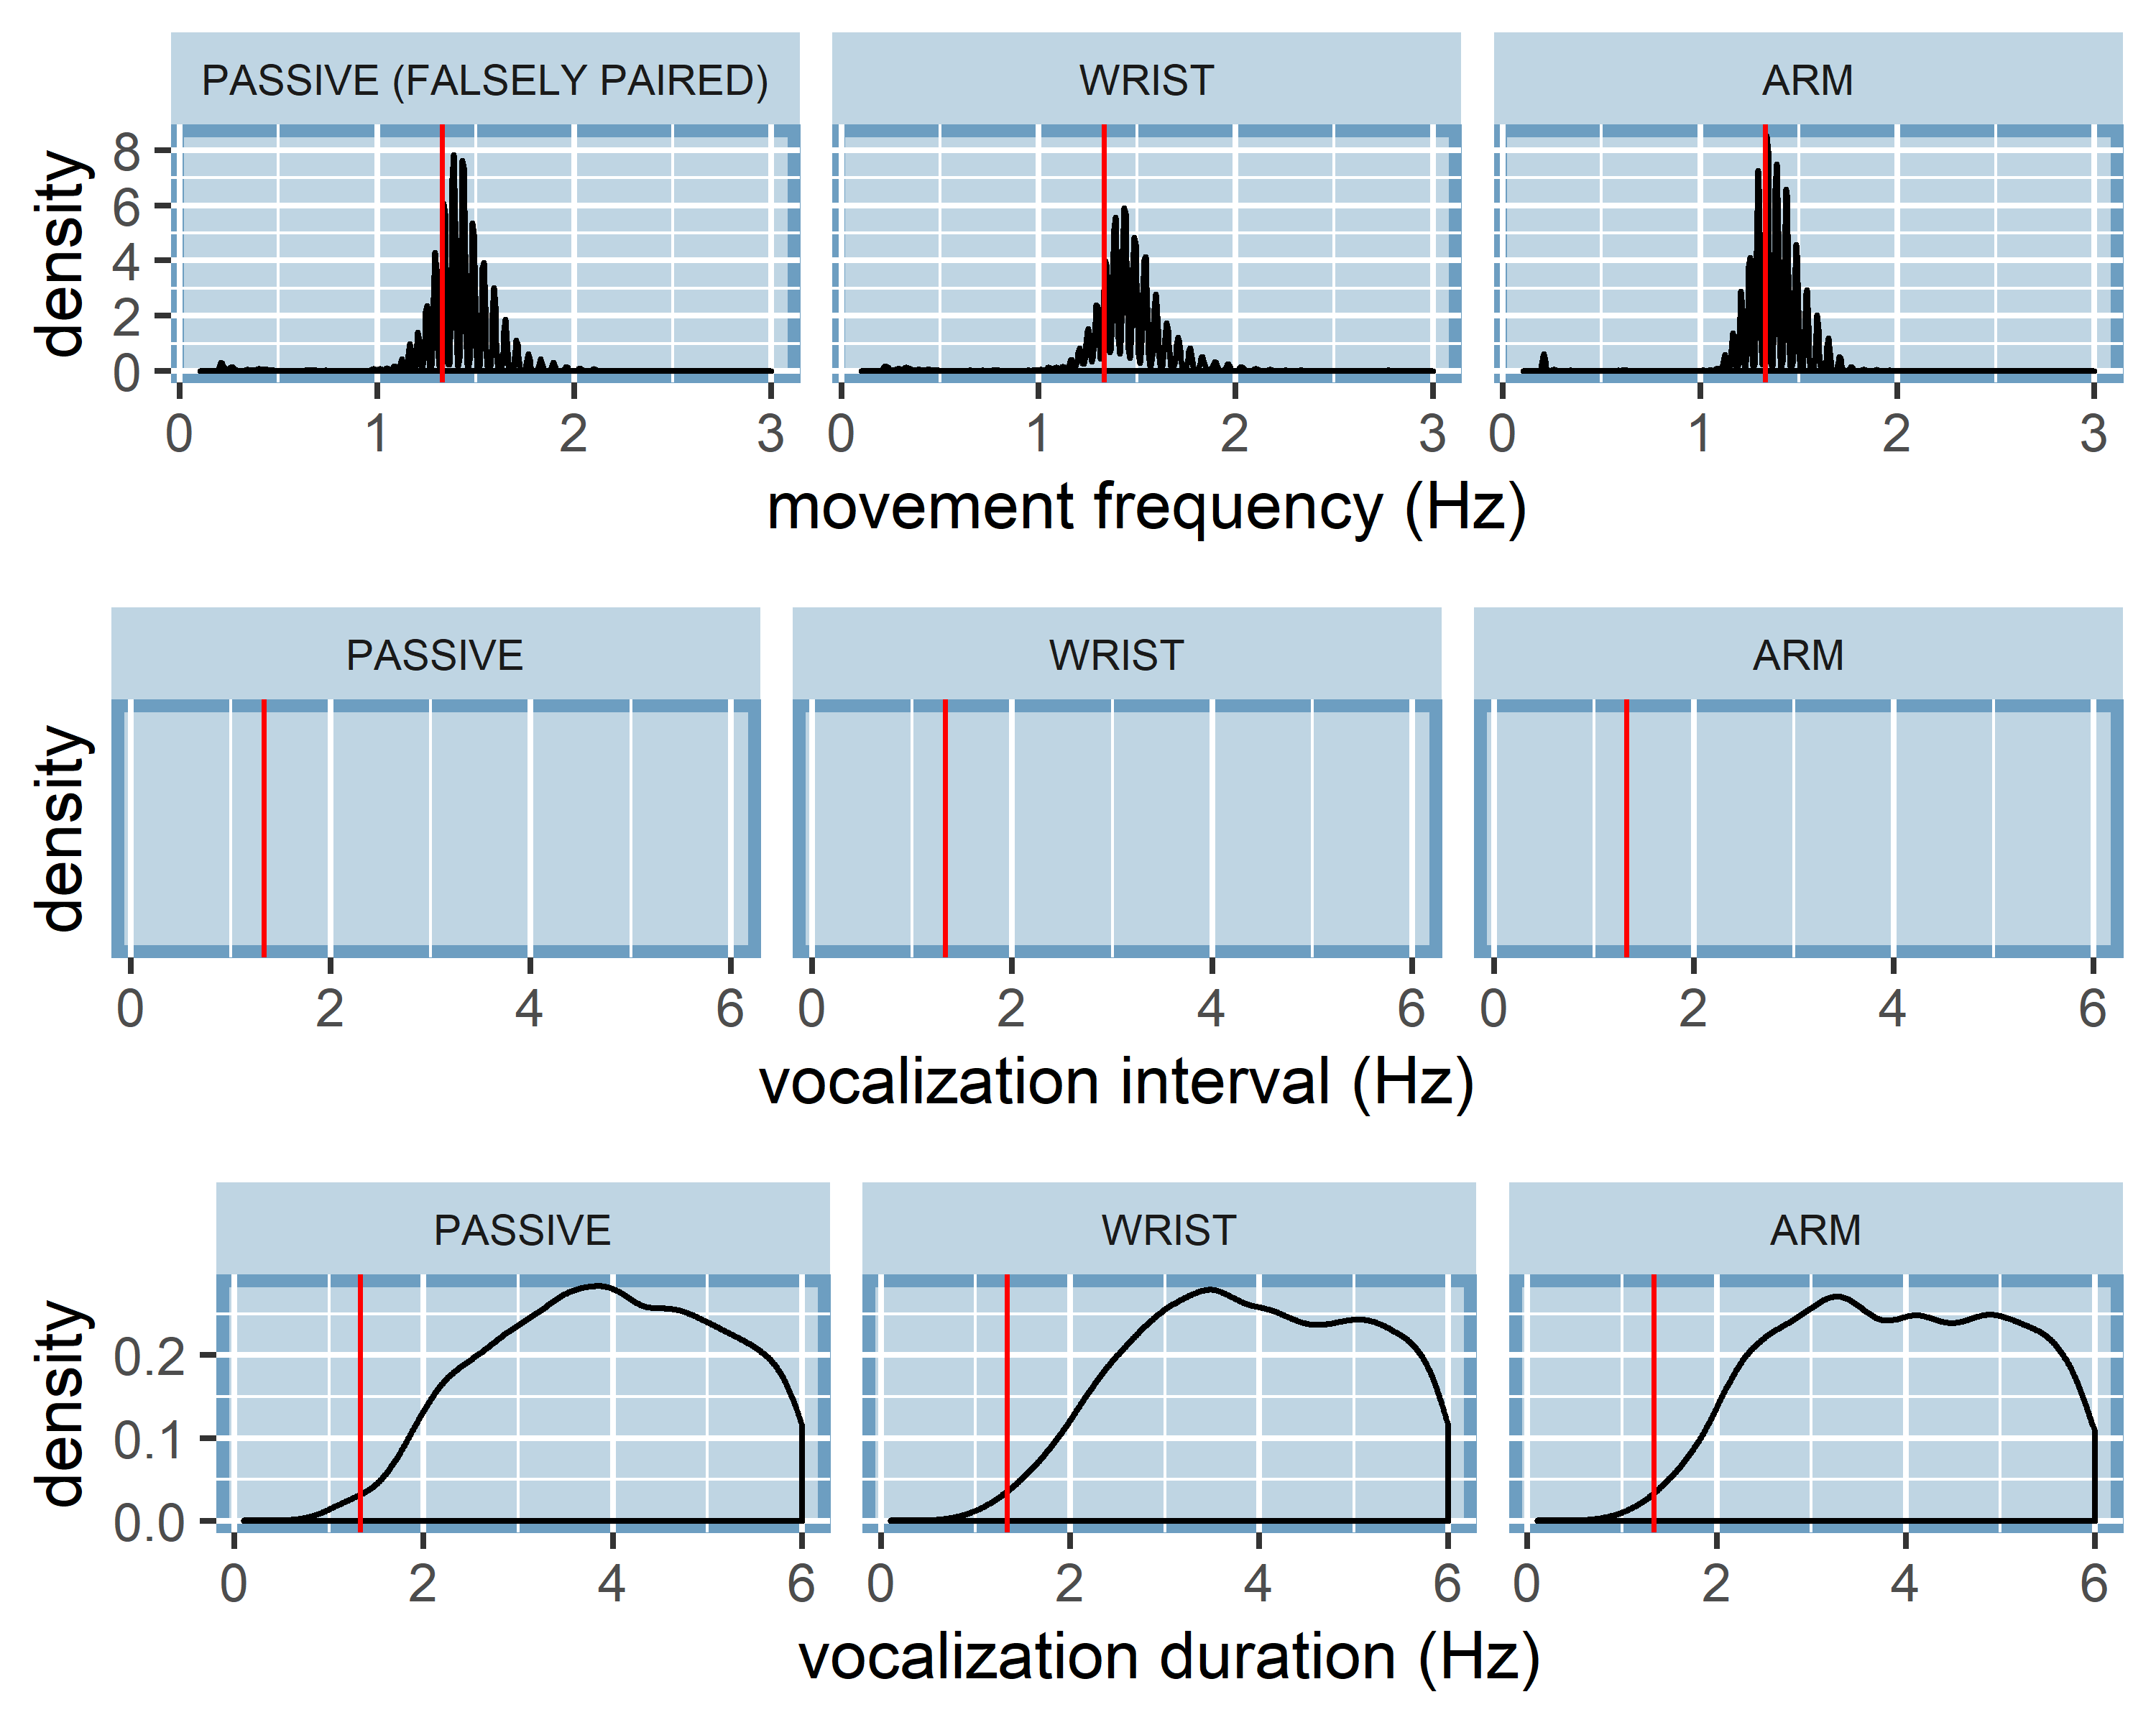 PASSIVE (FALSELY PAIRED) WRIST ARM
density
8
6
4
2
0
0 1 2 3 0 1 2 3 0 1 2 3
movement frequency (Hz)
PASSIVE WRIST ARM
density
0 2 4 6 0 2 4 6 0 2 4 6
vocalization interval (Hz)
PASSIVE WRIST ARM
density
0.2
0.1
0.0
0 2 4 6 0 2 4 6 0 2 4 6
vocalization duration (Hz)